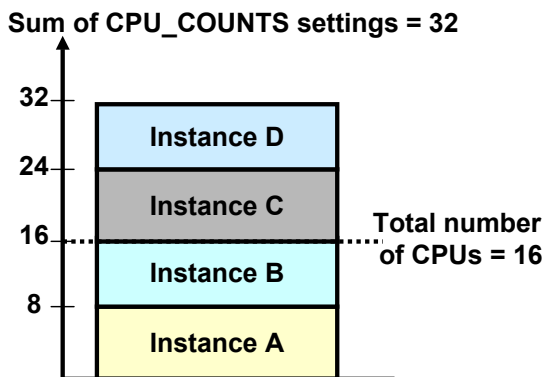 Sum of CPU_COUNTS settings = 32
32
Instance D
24
Instance C
16
Total number
of CPUs = 16
Instance B
8
Instance A